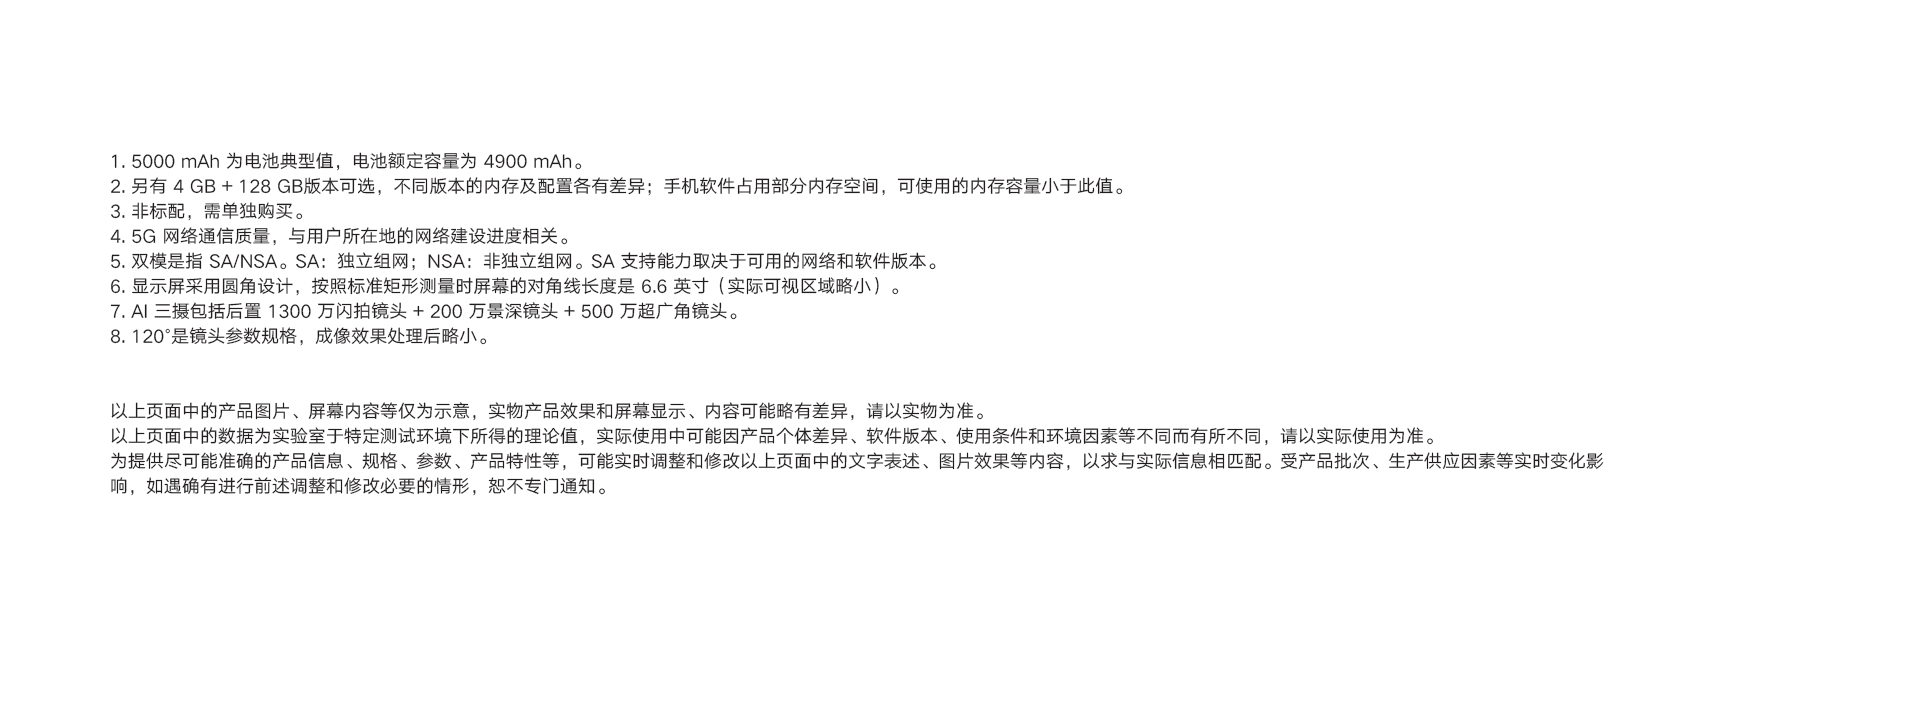 1. 5000 mAh 为电池典型值，电池额定容量为 4900 mAh。
2. 另有 4 GB + 128 GB版本可选，不同版本的内存及配置各有差异；手机软件占用部分内存空间，可使用的内存容量小于此值。
3. 非标配，需单独购买。
4. 5G 网络通信质量，与用户所在地的网络建设进度相关。
5. 双模是指 SA/NSA。SA：独立组网；NSA：非独立组网。SA 支持能力取决于可用的网络和软件版本。
6. 显示屏采用圆角设计，按照标准矩形测量时屏幕的对角线长度是 6.6 英寸（实际可视区域略小）。
7. AI 三摄包括后置 1300 万闪拍镜头 + 200 万景深镜头 + 500 万超广角镜头。
8. 120°是镜头参数规格，成像效果处理后略小。
以上页面中的产品图片、屏幕内容等仅为示意，实物产品效果和屏幕显示、内容可能略有差异，请以实物为准。
以上页面中的数据为实验室于特定测试环境下所得的理论值，实际使用中可能因产品个体差异、软件版本、使用条件和环境因素等不同而有所不同，请以实际使用为准。
为提供尽可能准确的产品信息、规格、参数、产品特性等，可能实时调整和修改以上页面中的文字表述、图片效果等内容，以求与实际信息相匹配。受产品批次、生产供应因素等实时变化影
响，如遇确有进行前述调整和修改必要的情形，恕不专门通知。